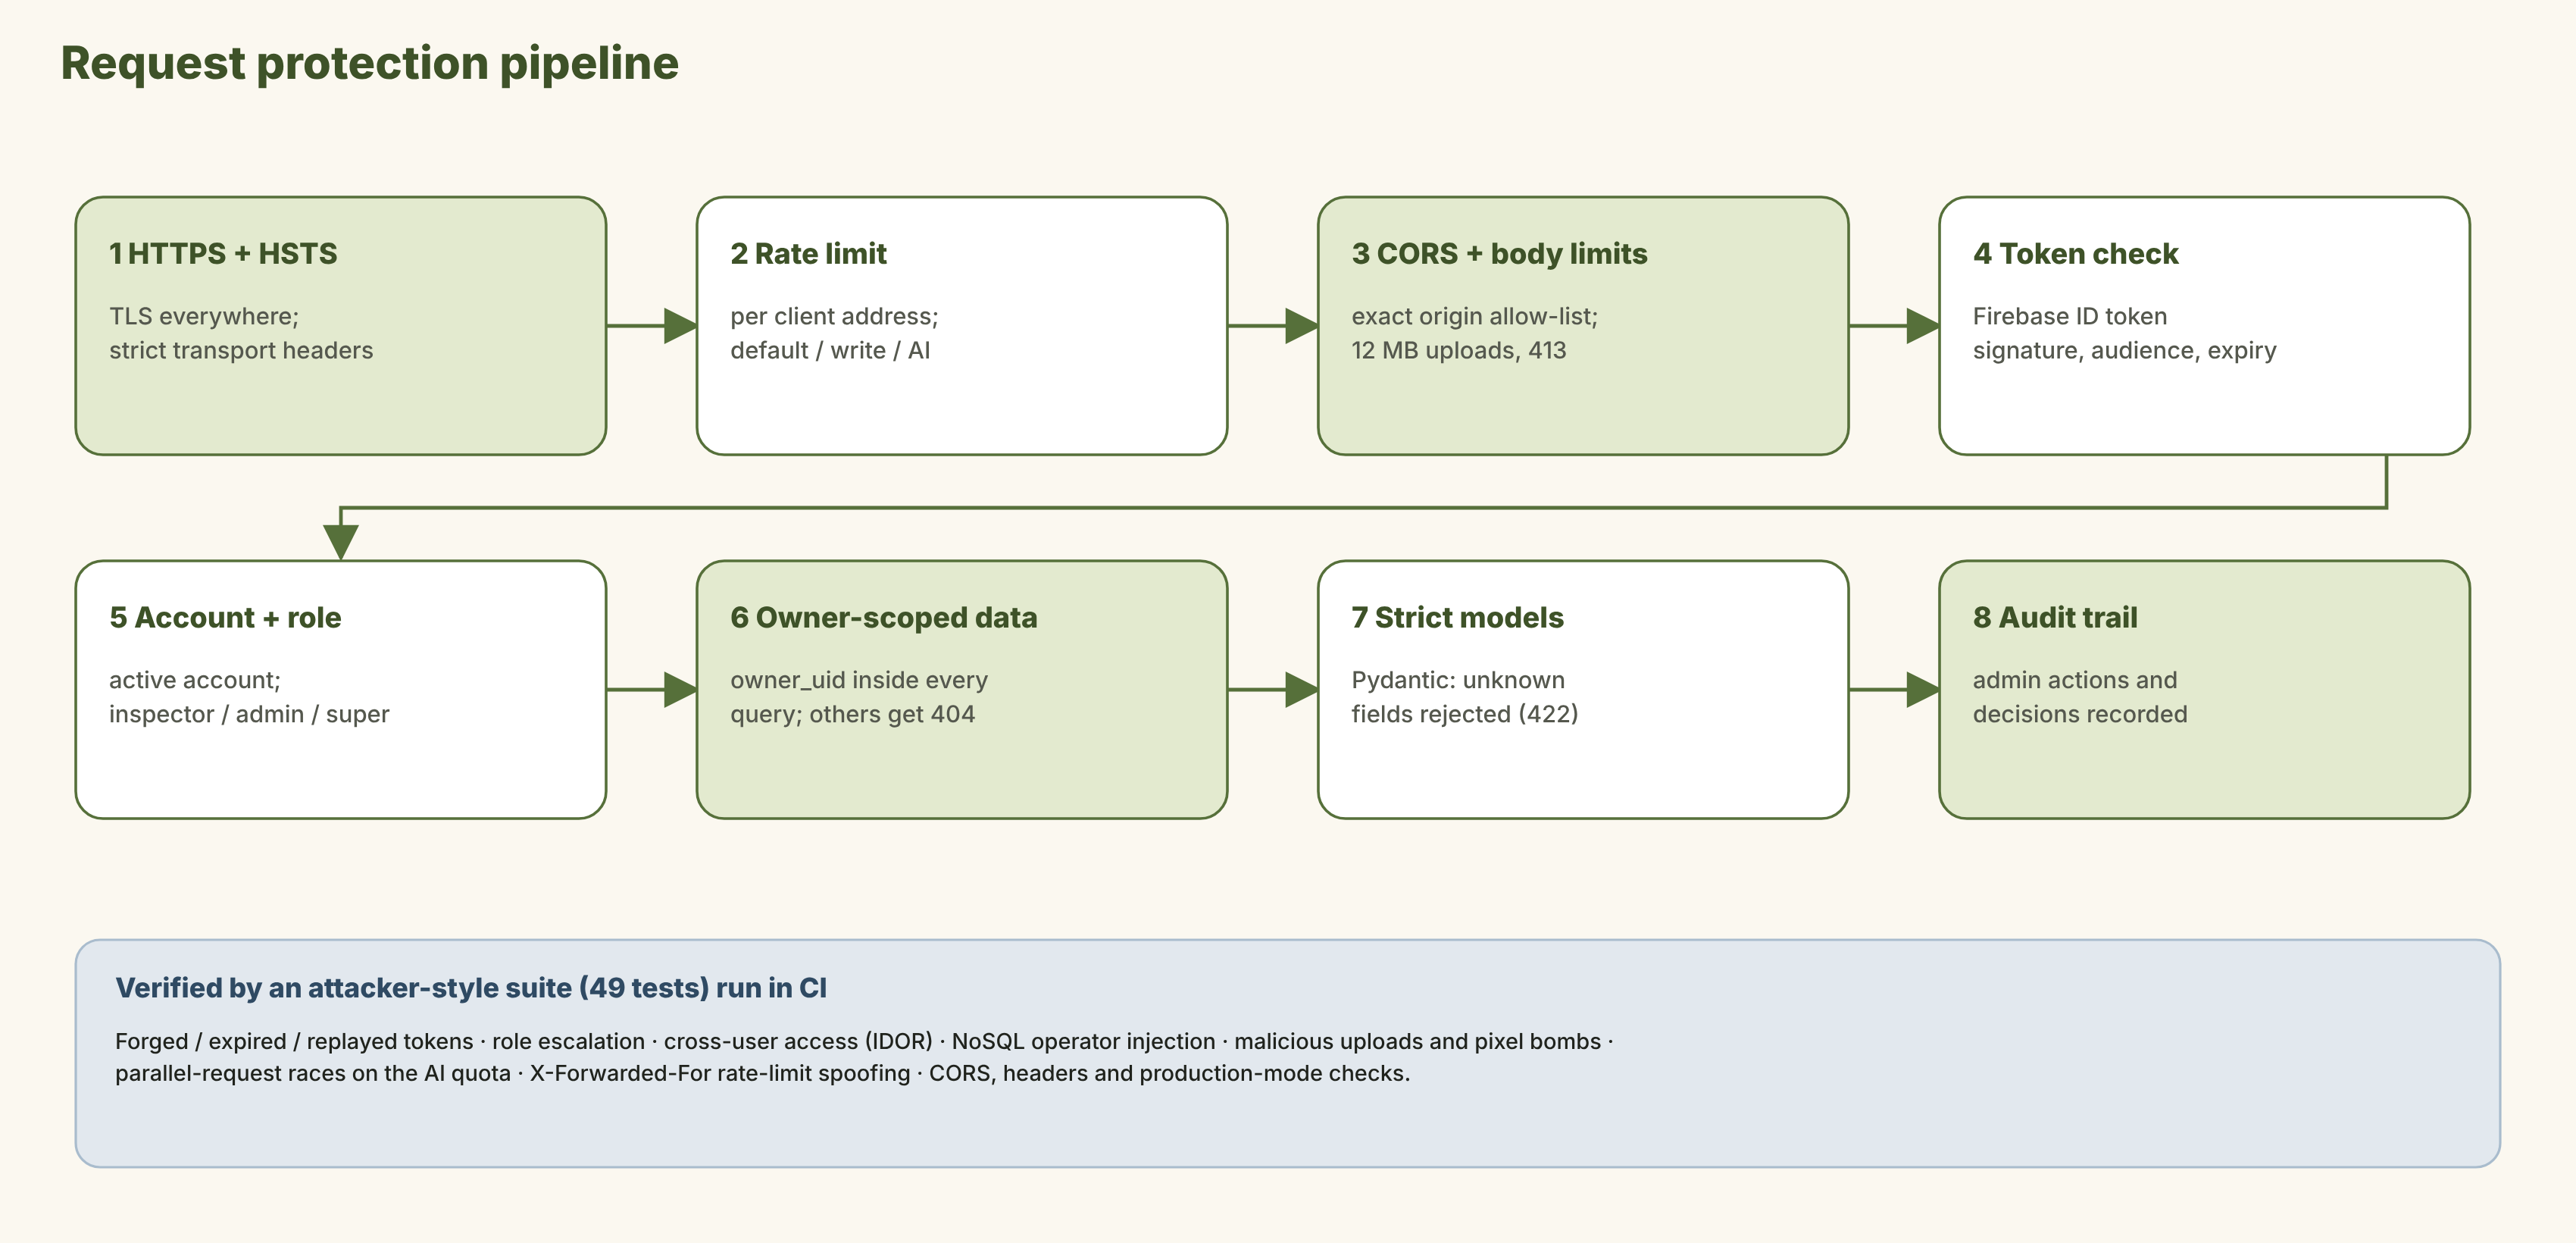 Request protection pipeline
1 HTTPS + HSTS
TLS everywhere;
strict transport headers
2 Rate limit
per client address;
default / write / AI
3 CORS + body limits
exact origin allow-list;
12 MB uploads, 413
4 Token check
Firebase ID token
signature, audience, expiry
5 Account + role
active account;
inspector / admin / super
6 Owner-scoped data
owner_uid inside every
query; others get 404
7 Strict models
Pydantic: unknown
fields rejected (422)
8 Audit trail
admin actions and
decisions recorded
Verified by an attacker-style suite (49 tests) run in CI
Forged / expired / replayed tokens · role escalation · cross-user access (IDOR) · NoSQL operator injection · malicious uploads and pixel bombs ·
parallel-request races on the AI quota · X-Forwarded-For rate-limit spoofing · CORS, headers and production-mode checks.